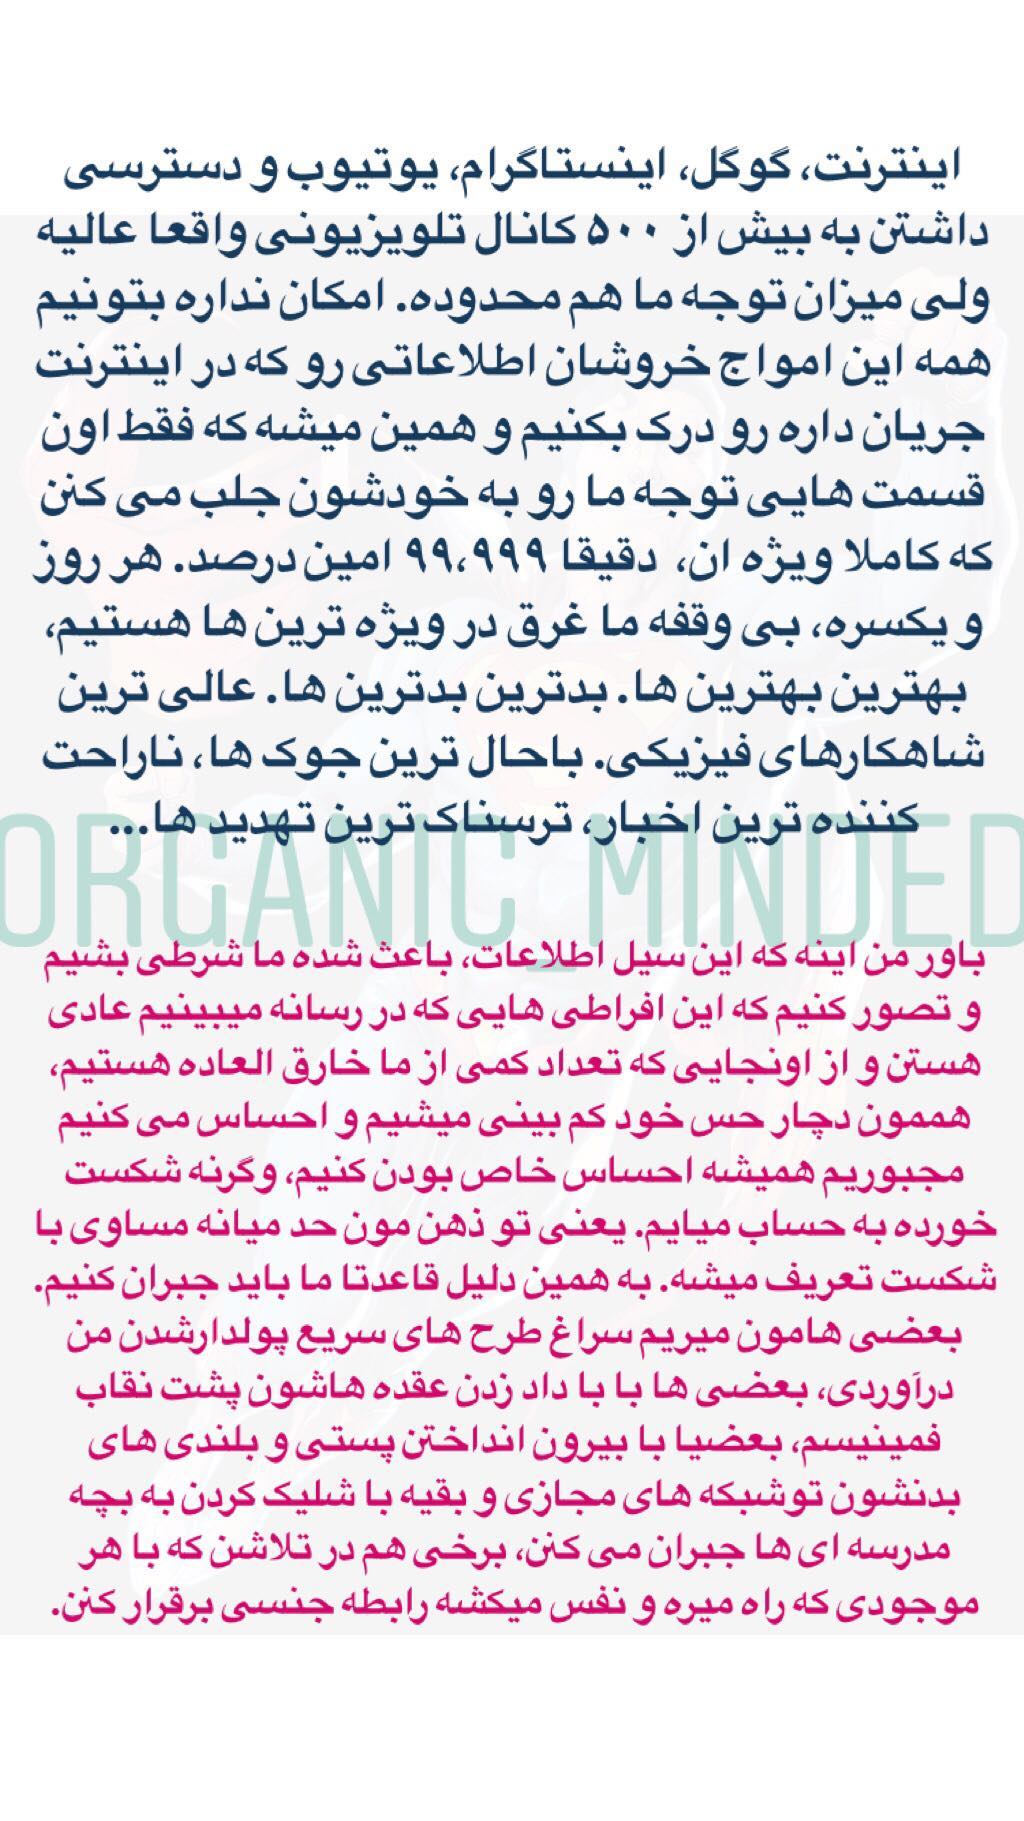 اینترنت، گوگل، اینستاگرام، یوتیوب و دسترسی
داشتن به بیش از ۵۰۰ کانال تلویزیونی واقعا عالیه
ولی میزان توجه ما هم محدوده. امکان نداره بتونیم
همه این امواج خروشان اطلاعاتی رو که در اینترنت
جریان داره رو درک بکنیم و همین میشه که فقط اون
قسمت هایی توجه ما رو به خودشون جلب می کنن
که کاملا ویژه ان، دقیقا ۹۹،۹۹۹ امین درصد. هر روز
و یکسره، بی وقفه ما غرق در ویژه ترین ها هستیم،
بهترین بهترین ها. بدترین بدترین ها. عالی ترین
شاهکارهای فیزیکی. باحال ترین جوک ها، ناراحت
کننده ترین اخبار، ترسناک ترین تهدید ها...
ORGANIC_MINDED
باور من اینه که این سیل اطلاعات، باعث شده ما شرطی بشیم
و تصور کنیم که این افراطی هایی که در رسانه میبینیم عادی
هستن و از اونجایی که تعداد کمی از ما خارق العاده هستیم،
هممون دچار حس خود کم بینی میشیم و احساس می کنیم
مجبوریم همیشه احساس خاص بودن کنیم، وگرنه شکست
خورده به حساب میایم. یعنی تو ذهن مون حد میانه مساوی با
شکست تعریف میشه. به همین دلیل قاعدتا ما باید جبران کنیم.
بعضی هامون میریم سراغ طرح های سریع پولدارشدن من
درآوردی، بعضی ها با با داد زدن عقده هاشون پشت نقاب
فمینیسم، بعضیا با بیرون انداختن پستی و بلندی های
بدنشون توشبکه های مجازی و بقیه با شلیک کردن به بچه
مدرسه ای ها جبران می کنن، برخی هم در تلاشن که با هر
موجودی که راه میره و نفس میکشه رابطه جنسی برقرار کنن.